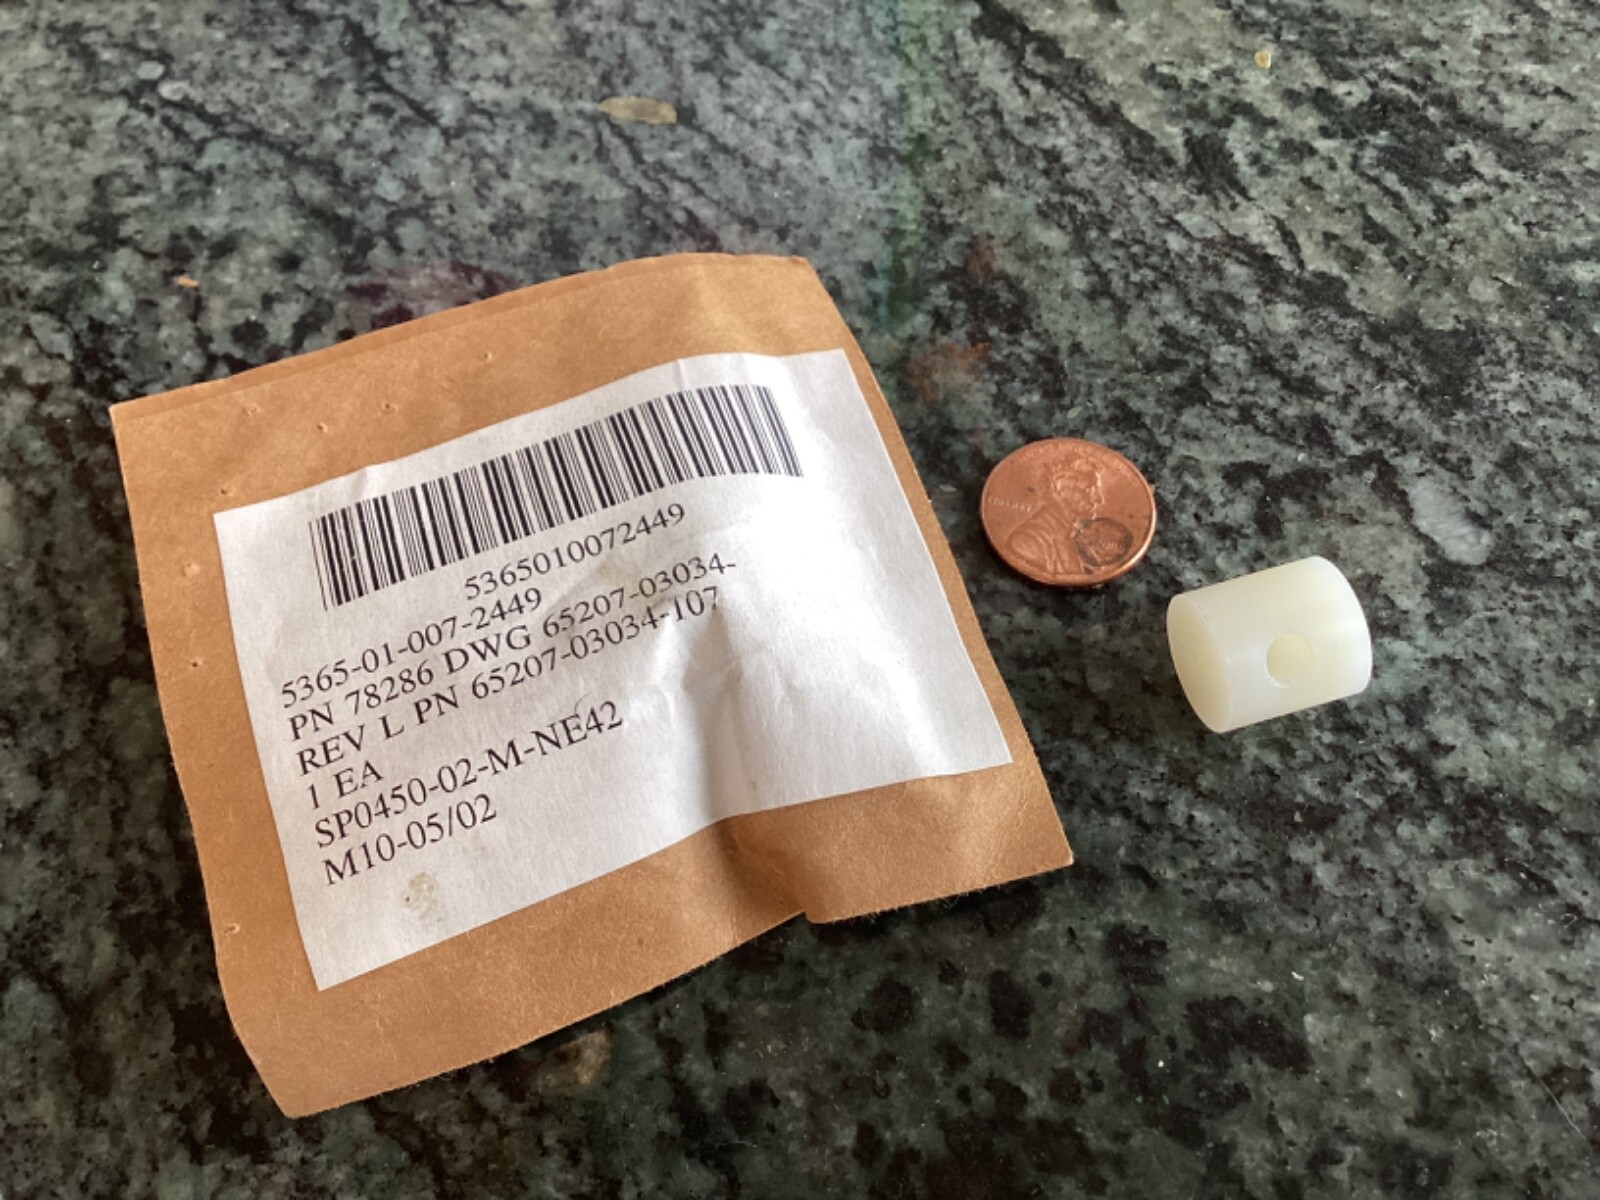 5365010072449
5365-01-007-2449
PN 78286 DWG 65207-03034-
REV L PN 65207-03034-107
1 EA
SP0450-02-M-NE42
M10-05/02
LIBERTY